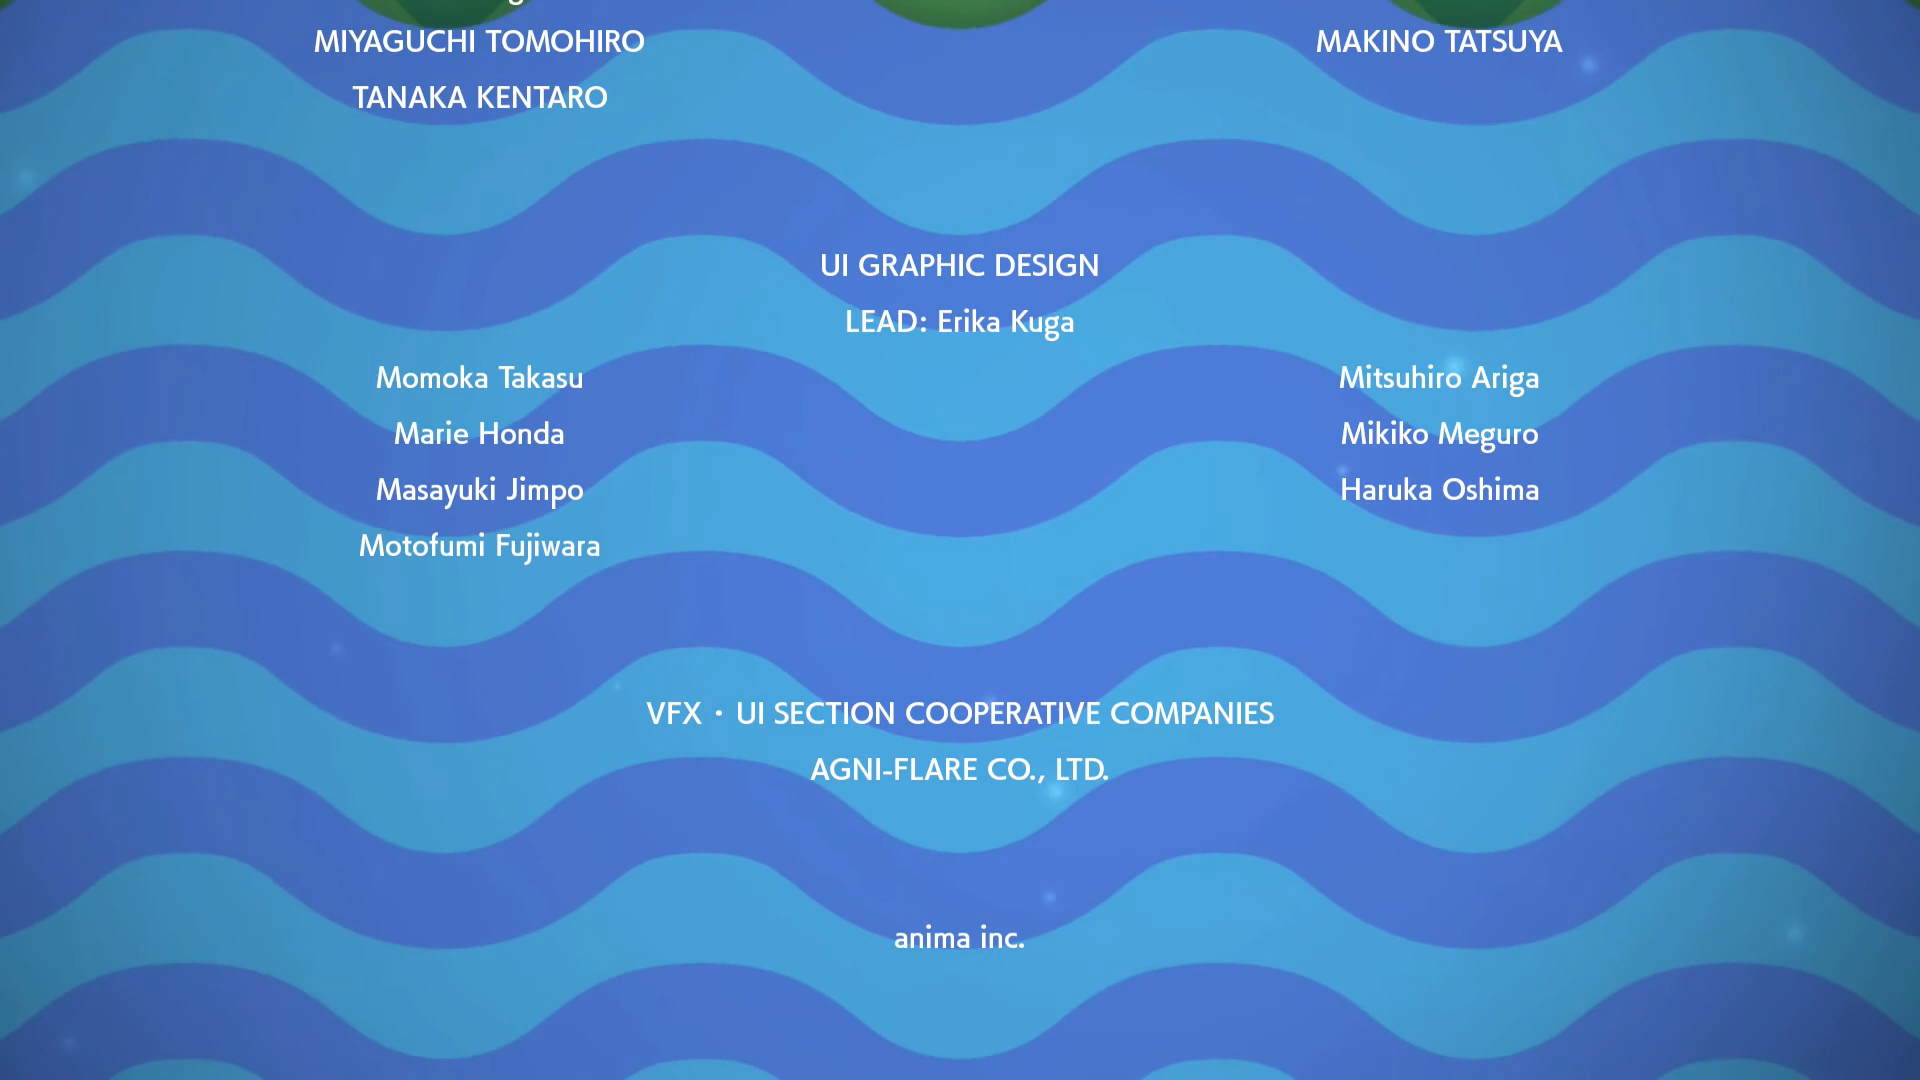 MIYAGUCHI TOMOHIRO
MAKINO TATSUYA
TANAKA KENTARO
UI GRAPHIC DESIGN
LEAD: Erika Kuga
Momoka Takasu
Mitsuhiro Ariga
Marie Honda
Mikiko Meguro
Masayuki Jimpo
Haruka Oshima
Motofumi Fujiwara
VFX・UI SECTION COOPERATIVE COMPANIES
AGNI-FLARE CO., LTD.
anima inc.